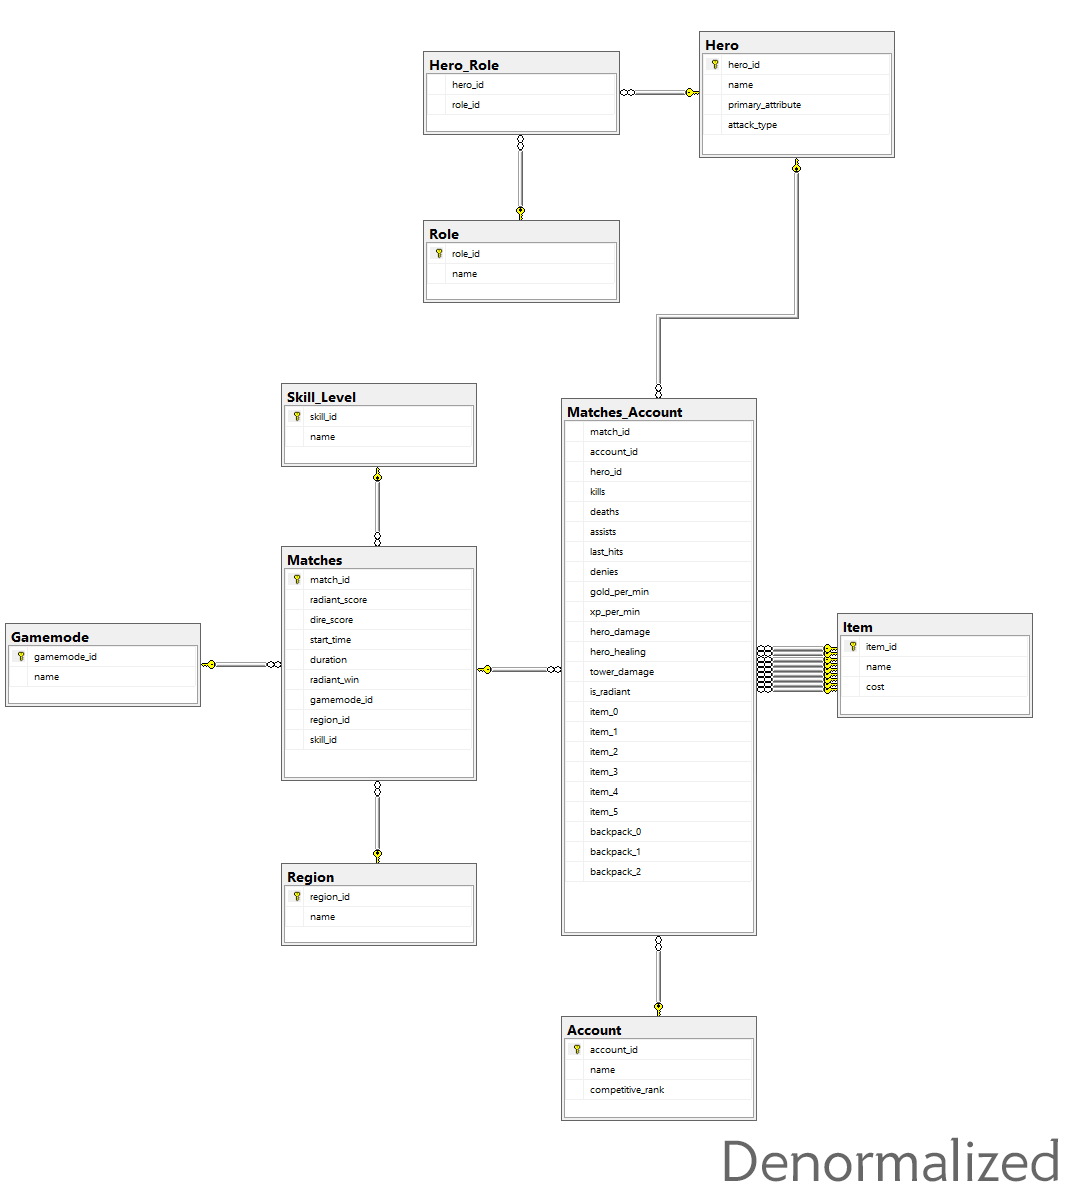 Hero_Role
hero_id
role_id
Hero
hero_id
name
primary_attribute
attack_type
Role
role_id
name
Skill_Level
skill_id
name
Matches_Account
match_id
account_id
hero_id
kills
deaths
assists
last_hits
denies
gold_per_min
xp_per_min
hero_damage
hero_healing
tower_damage
is_radiant
item_0
item_1
item_2
item_3
item_4
item_5
backpack_0
backpack_1
backpack_2
Matches
match_id
radiant_score
dire_score
start_time
duration
radiant_win
gamemode_id
region_id
skill_id
Gamemode
gamemode_id
name
Item
item_id
name
cost
Region
region_id
name
Account
account_id
name
competitive_rank
Denormalized